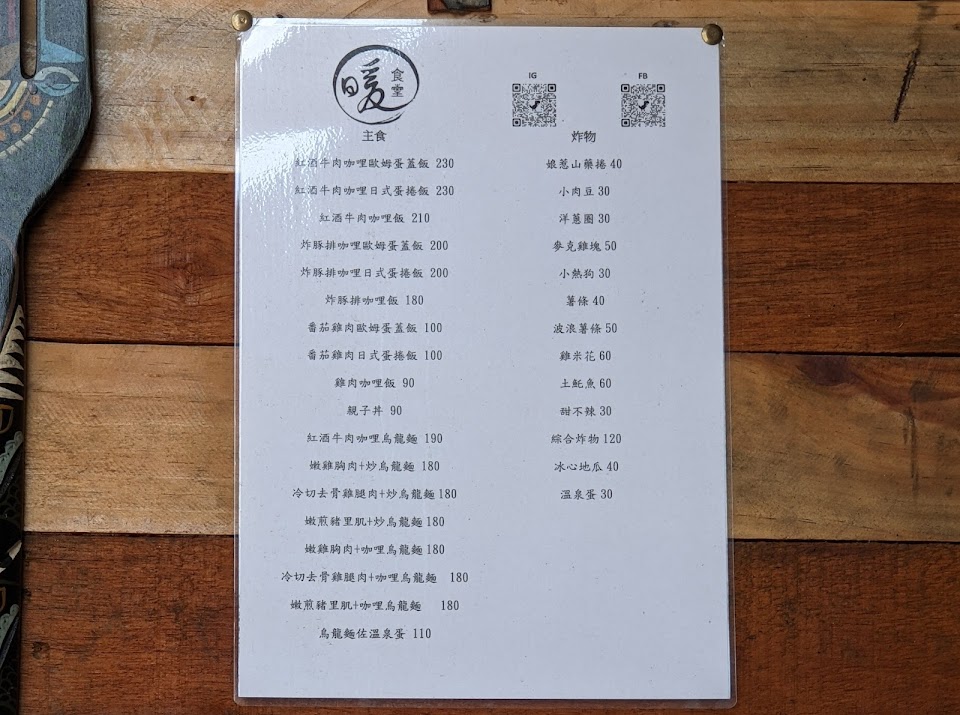 暖
食堂
IG
FB
主食
紅酒牛肉咖哩歐姆蛋蓋飯 230
紅酒牛肉咖哩日式蛋捲飯 230
紅酒牛肉咖哩飯 210
炸豚排咖哩歐姆蛋蓋飯 200
炸豚排咖哩日式蛋捲飯 200
炸豚排咖哩飯 180
番茄雞肉歐姆蛋蓋飯 100
番茄雞肉日式蛋捲飯 100
雞肉咖哩飯 90
親子丼 90
紅酒牛肉咖哩烏龍麵 190
嫩雞胸肉+炒烏龍麵 180
冷切去骨雞腿肉+炒烏龍麵 180
嫩煎豬里肌+炒烏龍麵 180
嫩雞胸肉+咖哩烏龍麵 180
冷切去骨雞腿肉+咖哩烏龍麵 180
嫩煎豬里肌+咖哩烏龍麵 180
烏龍麵佐溫泉蛋 110
炸物
娘惹山藥捲 40
小肉豆 30
洋蔥圈 30
麥克雞塊 50
小熱狗 30
薯條 40
波浪薯條 50
雞米花 60
土魠魚 60
甜不辣 30
綜合炸物 120
冰心地瓜 40
溫泉蛋 30